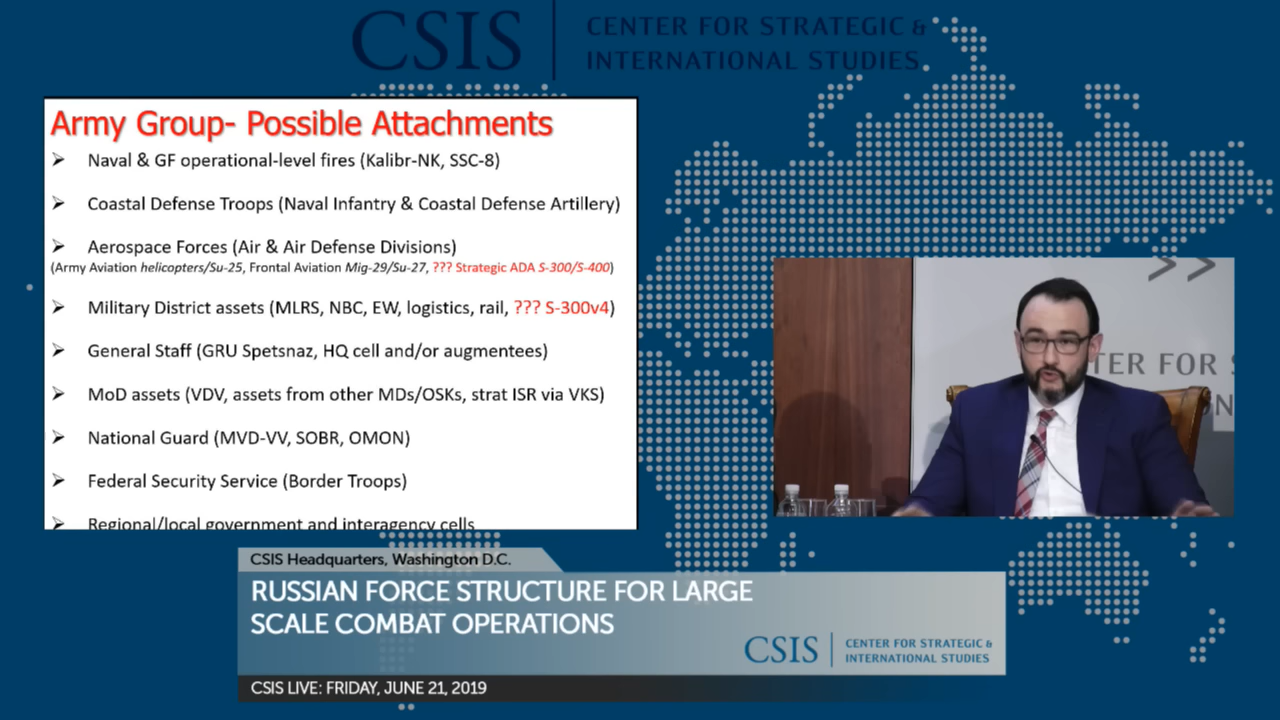 CSIS
CENTER FOR STRATEGIC &
INTERNATIONAL STUDIES
Army Group- Possible Attachments
➢ Naval & GF operational-level fires (Kalibr-NK, SSC-8)
➢ Coastal Defense Troops (Naval Infantry & Coastal Defense Artillery)
➢ Aerospace Forces (Air & Air Defense Divisions)
(Army Aviation helicopters/Su-25, Frontal Aviation Mig-29/Su-27, ??? Strategic ADA S-300/S-400)
➢ Military District assets (MLRS, NBC, EW, logistics, rail, ??? S-300v4)
➢ General Staff (GRU Spetsnaz, HQ cell and/or augmentees)
➢ MoD assets (VDV, assets from other MDs/OSKs, strat ISR via VKS)
➢ National Guard (MVD-VV, SOBR, OMON)
➢ Federal Security Service (Border Troops)
➢ Regional/local government and interagency cells
>>
TER FOR S
ON
CSIS Headquarters, Washington D.C.
RUSSIAN FORCE STRUCTURE FOR LARGE
SCALE COMBAT OPERATIONS
CSIS
CENTER FOR STRATEGIC &
INTERNATIONAL STUDIES
CSIS LIVE: FRIDAY, JUNE 21, 2019